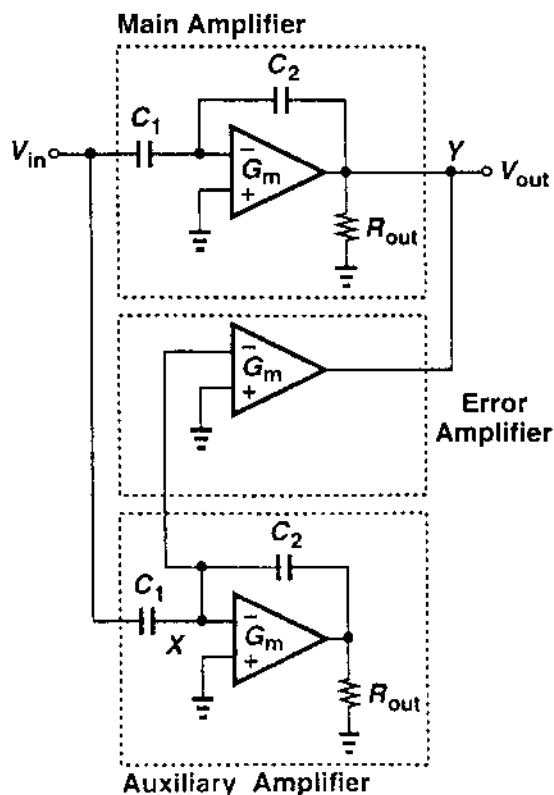 Main Amplifier
C2
C1
Vin
Gm
Y
Vout
Rout
Gm
Error
Amplifier
C2
C1
X
Gm
Rout
Auxiliary Amplifier